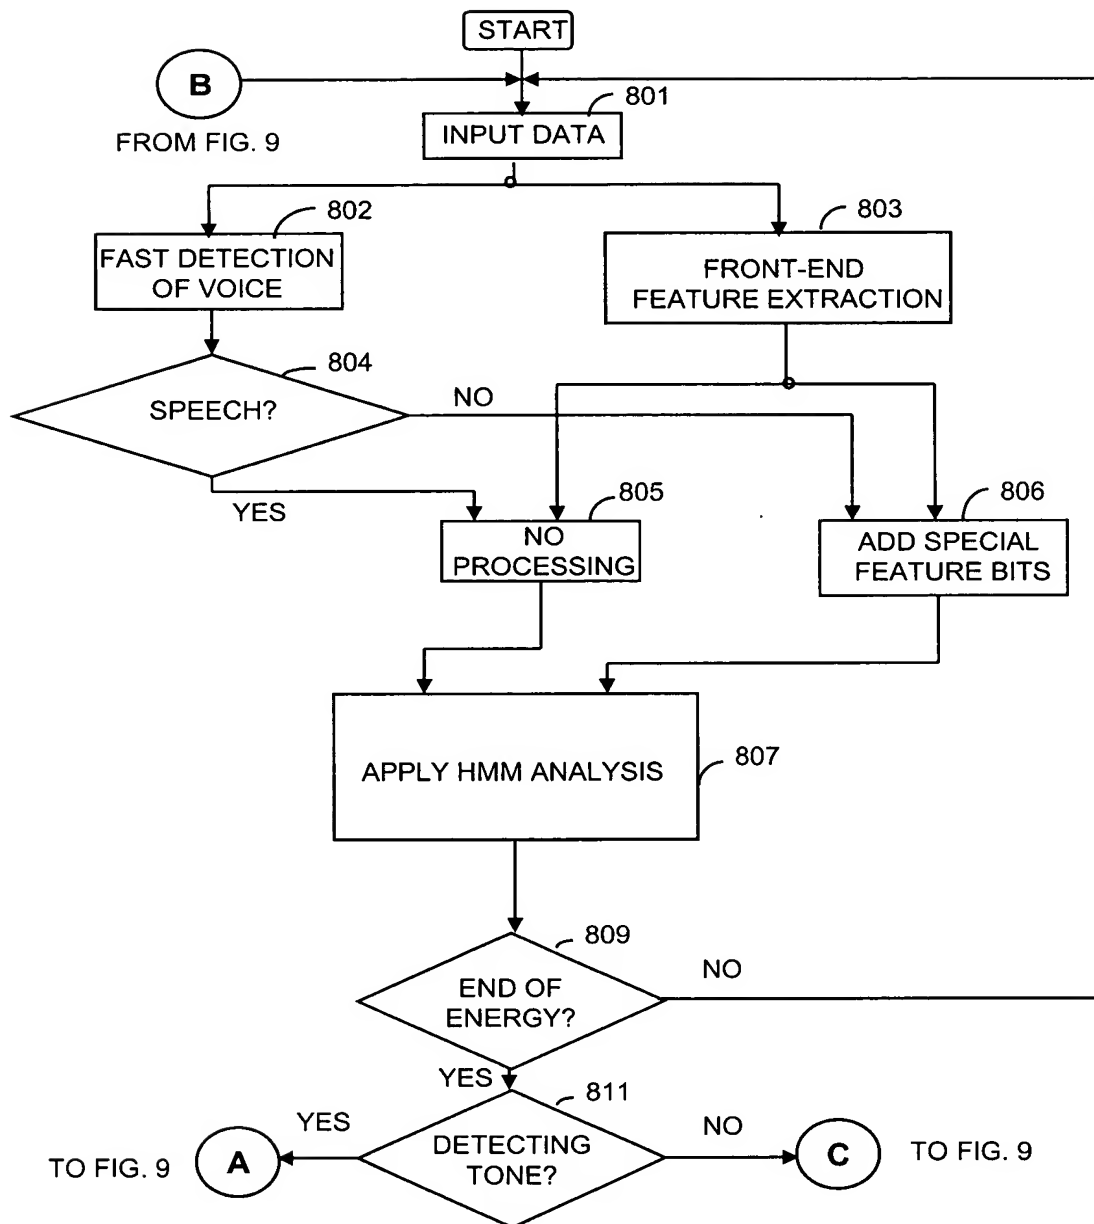 START
B
801
FROM FIG. 9
INPUT DATA
802
803
FAST DETECTION
OF VOICE
FRONT-END
FEATURE EXTRACTION
804
SPEECH?
NO
YES
805
806
NO
PROCESSING
ADD SPECIAL
FEATURE BITS
APPLY HMM ANALYSIS
807
809
END OF
ENERGY?
NO
YES
811
YES
NO
TO FIG. 9
A
DETECTING
TONE?
C
TO FIG. 9